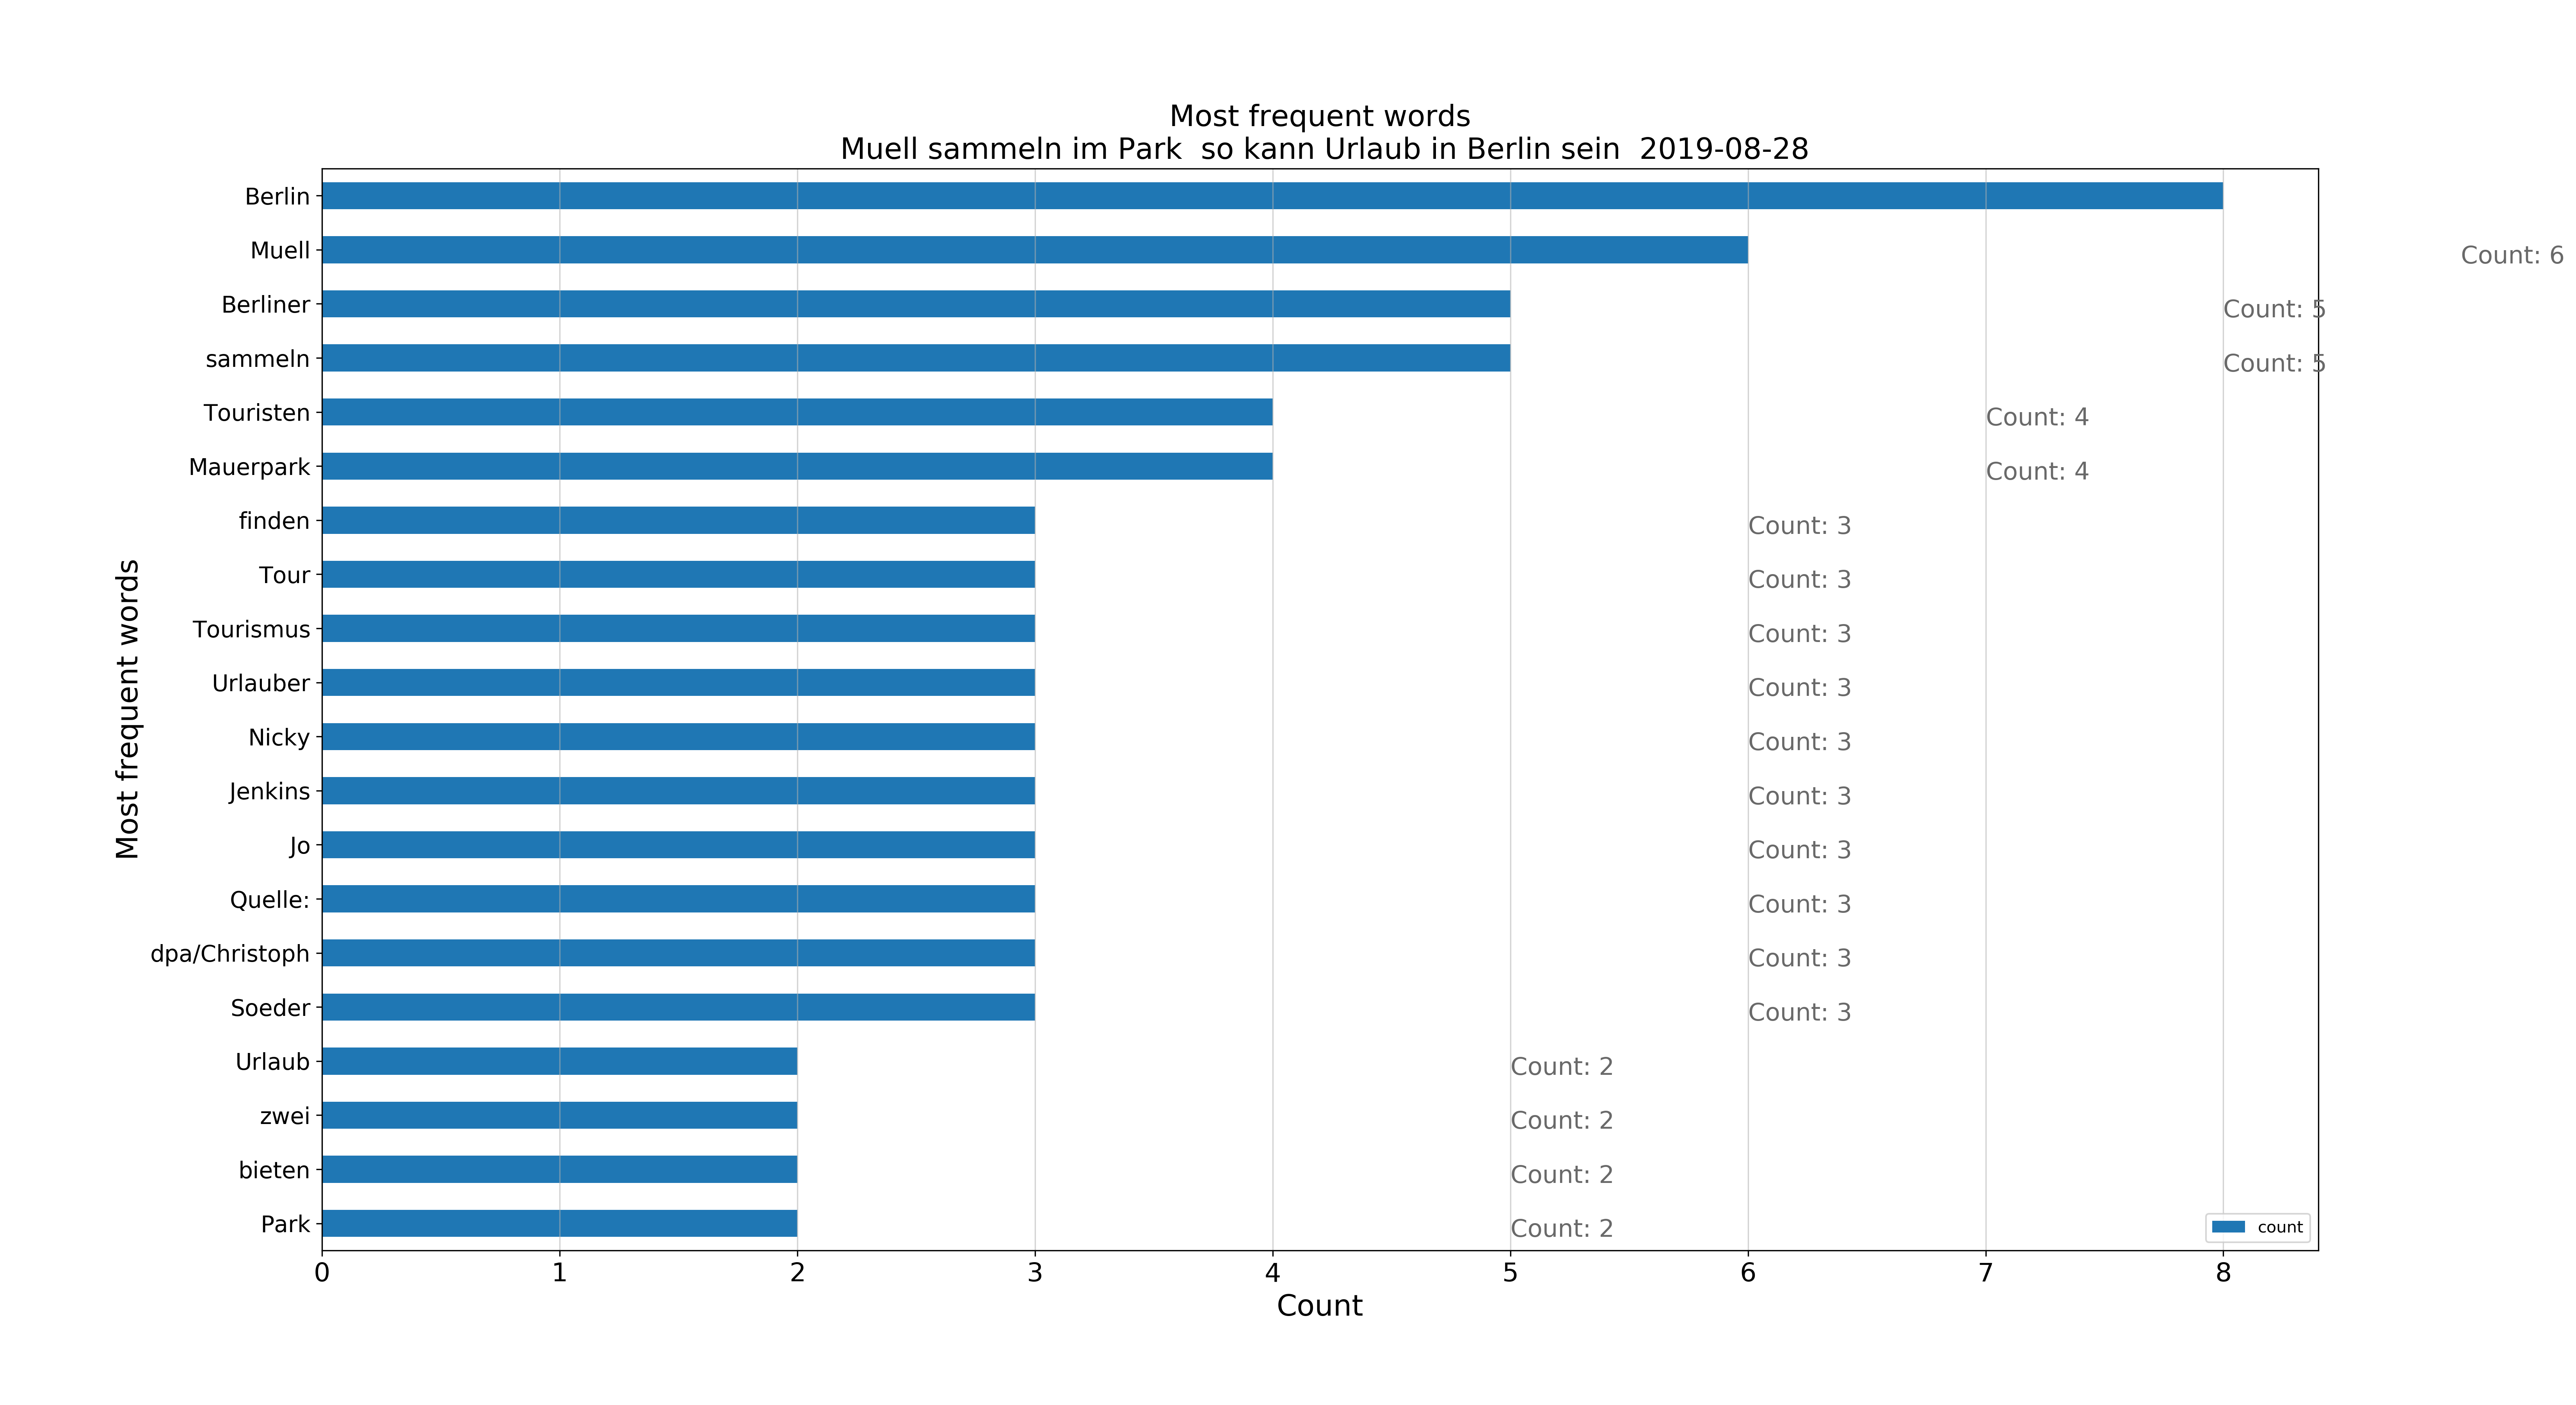 Most frequent words
Muell sammeln im Park  so kann Urlaub in Berlin sein  2019-08-28
Most frequent words
Berlin
Muell Count: 6
Berliner Count: 5
sammeln Count: 5
Touristen Count: 4
Mauerpark Count: 4
finden Count: 3
Tour Count: 3
Tourismus Count: 3
Urlauber Count: 3
Nicky Count: 3
Jenkins Count: 3
Jo Count: 3
Quelle: Count: 3
dpa/Christoph Count: 3
Soeder Count: 3
Urlaub Count: 2
zwei Count: 2
bieten Count: 2
Park Count: 2
count
0 1 2 3 4 5 6 7 8
Count